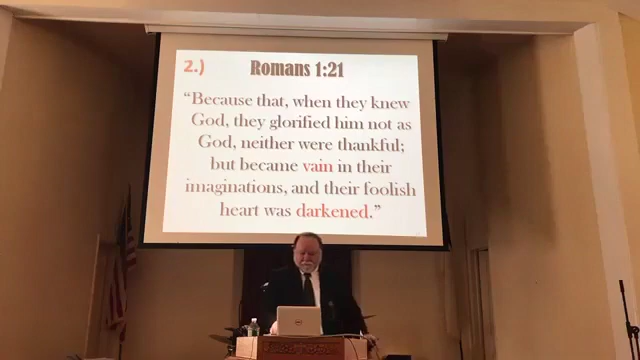 2.) Romans 1:21
“Because that, when they knew
God, they glorified him not as
God, neither were thankful;
but became vain in their
imaginations, and their foolish
heart was darkened.”